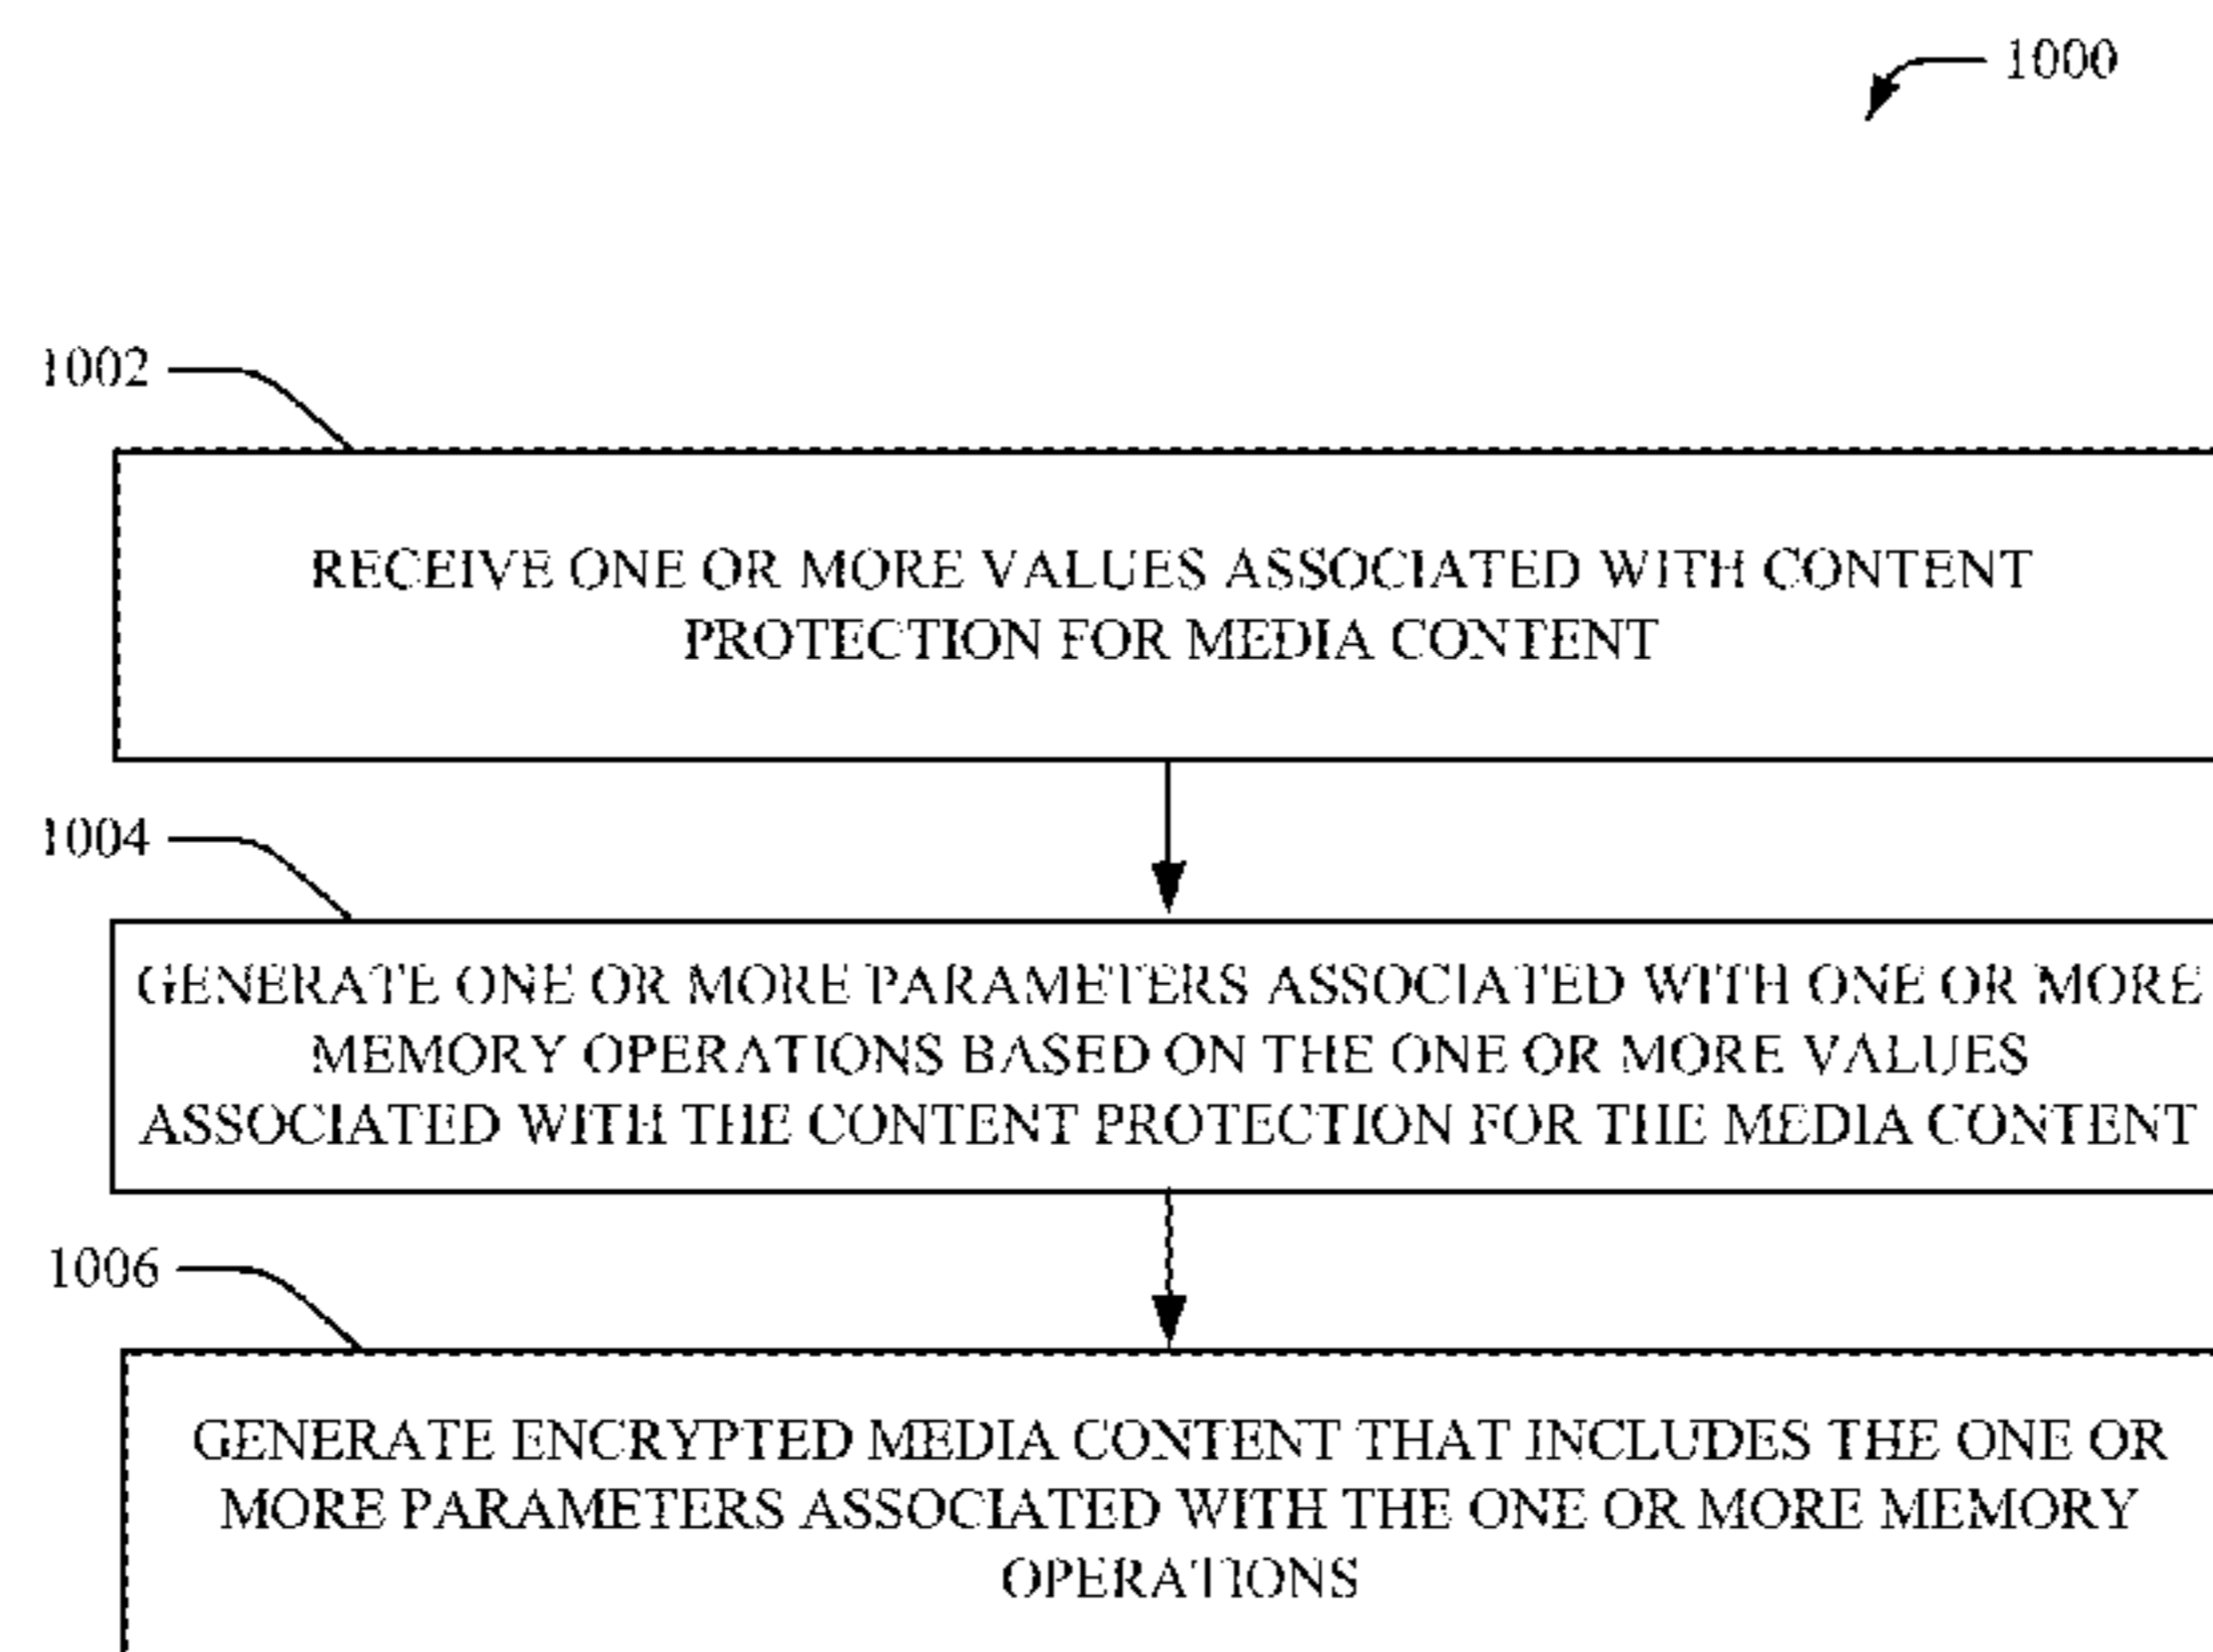 1000
1002
RECEIVE ONE OR MORE VALUES ASSOCIATED WITH CONTENT
PROTECTION FOR MEDIA CONTENT
1004
GENERATE ONE OR MORE PARAMETERS ASSOCIATED WITH ONE OR MORE
MEMORY OPERATIONS BASED ON THE ONE OR MORE VALUES
ASSOCIATED WITH THE CONTENT PROTECTION FOR THE MEDIA CONTENT
1006
GENERATE ENCRYPTED MEDIA CONTENT THAT INCLUDES THE ONE OR
MORE PARAMETERS ASSOCIATED WITH THE ONE OR MORE MEMORY
OPERATIONS